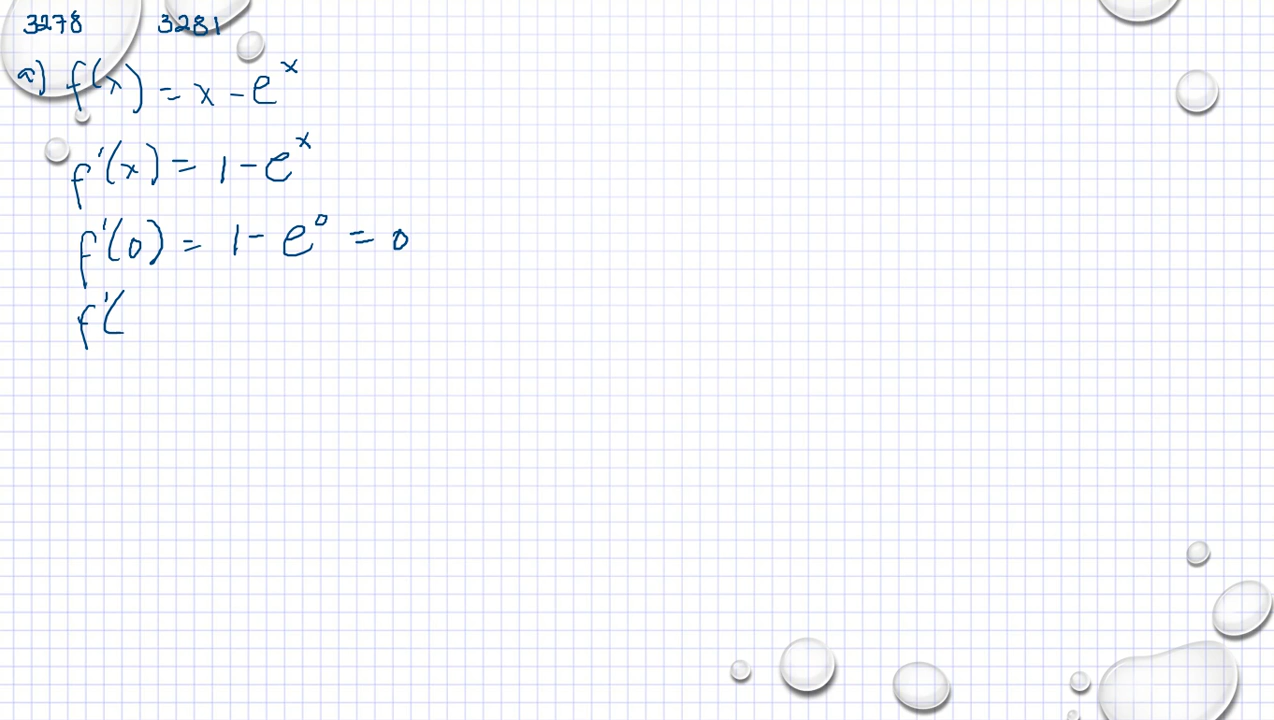 3278 3281
a) f(x) = x - e^x
f'(x) = 1 - e^x
f'(0) = 1 - e^0 = 0
f'(